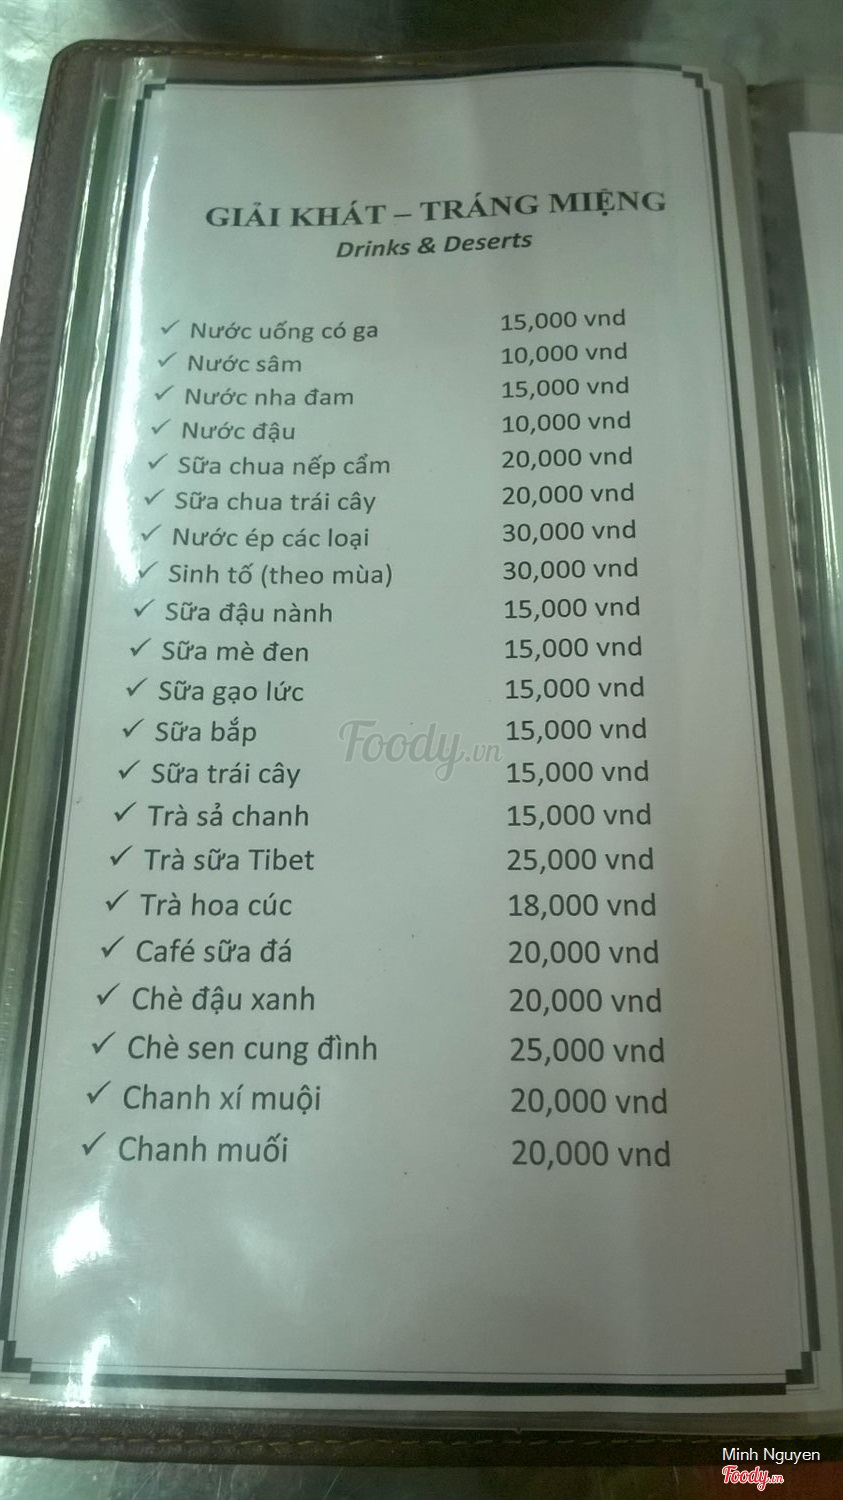 GIẢI KHÁT – TRÁNG MIỆNG
Drinks & Deserts
✓ Nước uống có ga 15,000 vnd
✓ Nước sâm 10,000 vnd
✓ Nước nha đam 15,000 vnd
✓ Nước đậu 10,000 vnd
✓ Sữa chua nếp cẩm 20,000 vnd
✓ Sữa chua trái cây 20,000 vnd
✓ Nước ép các loại 30,000 vnd
✓ Sinh tố (theo mùa) 30,000 vnd
✓ Sữa đậu nành 15,000 vnd
✓ Sữa mè đen 15,000 vnd
✓ Sữa gạo lức 15,000 vnd
✓ Sữa bắp 15,000 vnd
Foody.vn
✓ Sữa trái cây 15,000 vnd
✓ Trà sả chanh 15,000 vnd
✓ Trà sữa Tibet 25,000 vnd
✓ Trà hoa cúc 18,000 vnd
✓ Café sữa đá 20,000 vnd
✓ Chè đậu xanh 20,000 vnd
✓ Chè sen cung đình 25,000 vnd
✓ Chanh xí muội 20,000 vnd
✓ Chanh muối 20,000 vnd
Minh Nguyen
Foody.vn